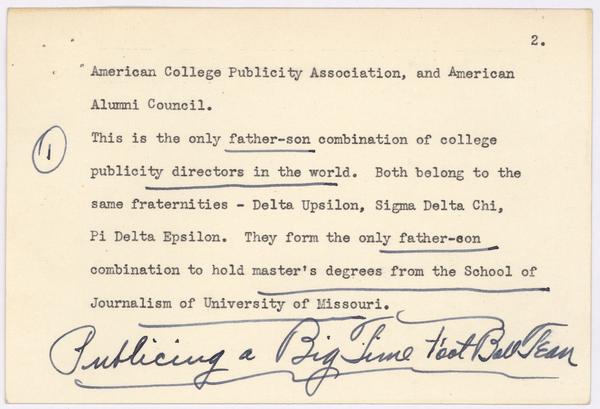 2.
American College Publicity Association, and American
Alumni Council.
1
This is the only father-son combination of college
publicity directors in the world. Both belong to the
same fraternities - Delta Upsilon, Sigma Delta Chi,
Pi Delta Epsilon. They form the only father-son
combination to hold master's degrees from the School of
Journalism of University of Missouri.
Publicing a Big Time Foot Ball Team